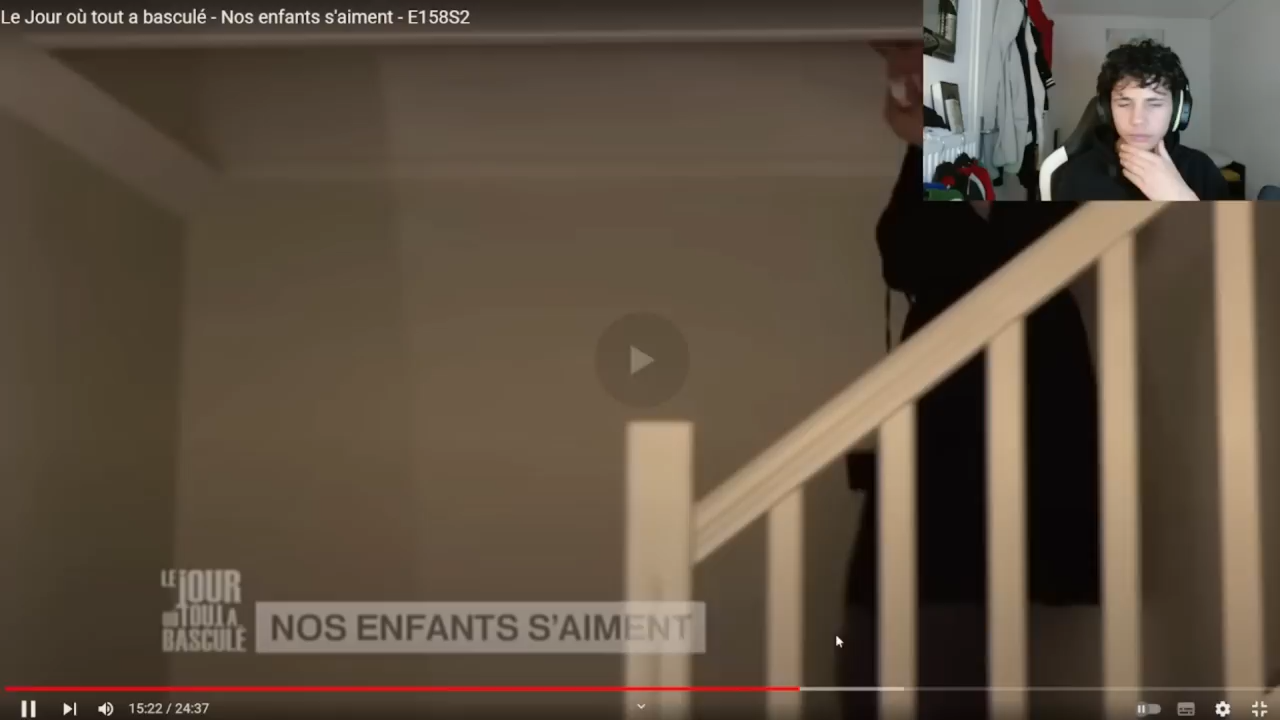 Le Jour où tout a basculé - Nos enfants s'aiment - E158S2
LE JOUR
OÙ TOUT A
BASCULÉ
NOS ENFANTS S'AIMENT
15:22 / 24:37